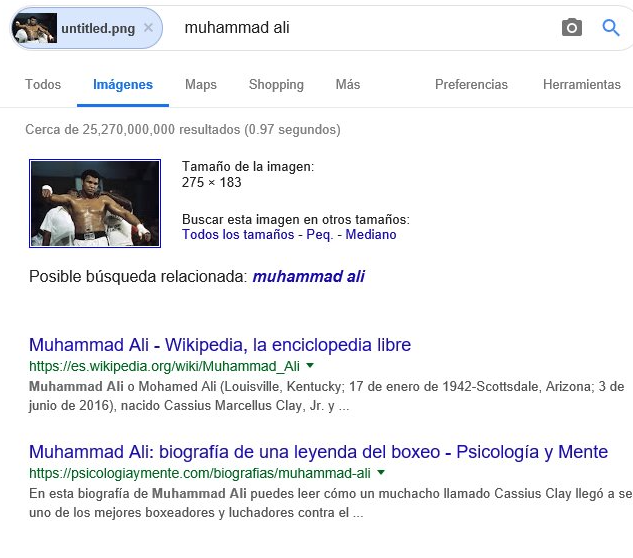 untitled.png × muhammad ali
Todos Imágenes Maps Shopping Más Preferencias Herramientas
Cerca de 25,270,000,000 resultados (0.97 segundos)
Tamaño de la imagen:
275 × 183
Buscar esta imagen en otros tamaños:
Todos los tamaños - Peq. - Mediano
Posible búsqueda relacionada: muhammad ali
Muhammad Ali - Wikipedia, la enciclopedia libre
https://es.wikipedia.org/wiki/Muhammad_Ali
Muhammad Ali o Mohamed Ali (Louisville, Kentucky; 17 de enero de 1942-Scottsdale, Arizona; 3 de
junio de 2016), nacido Cassius Marcellus Clay, Jr. y ...
Muhammad Ali: biografía de una leyenda del boxeo - Psicología y Mente
https://psicologiaymente.com/biografias/muhammad-ali
En esta biografía de Muhammad Ali puedes leer cómo un muchacho llamado Cassius Clay llegó a se
uno de los mejores boxeadores y luchadores contra el ...